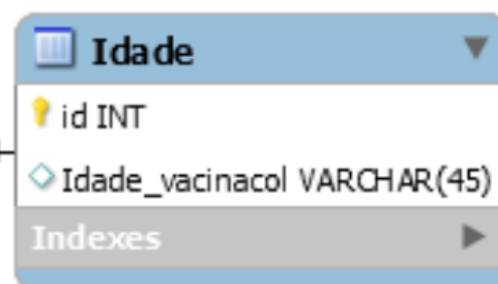 Idade
id INT
Idade_vacinacol VARCHAR(45)
Indexes